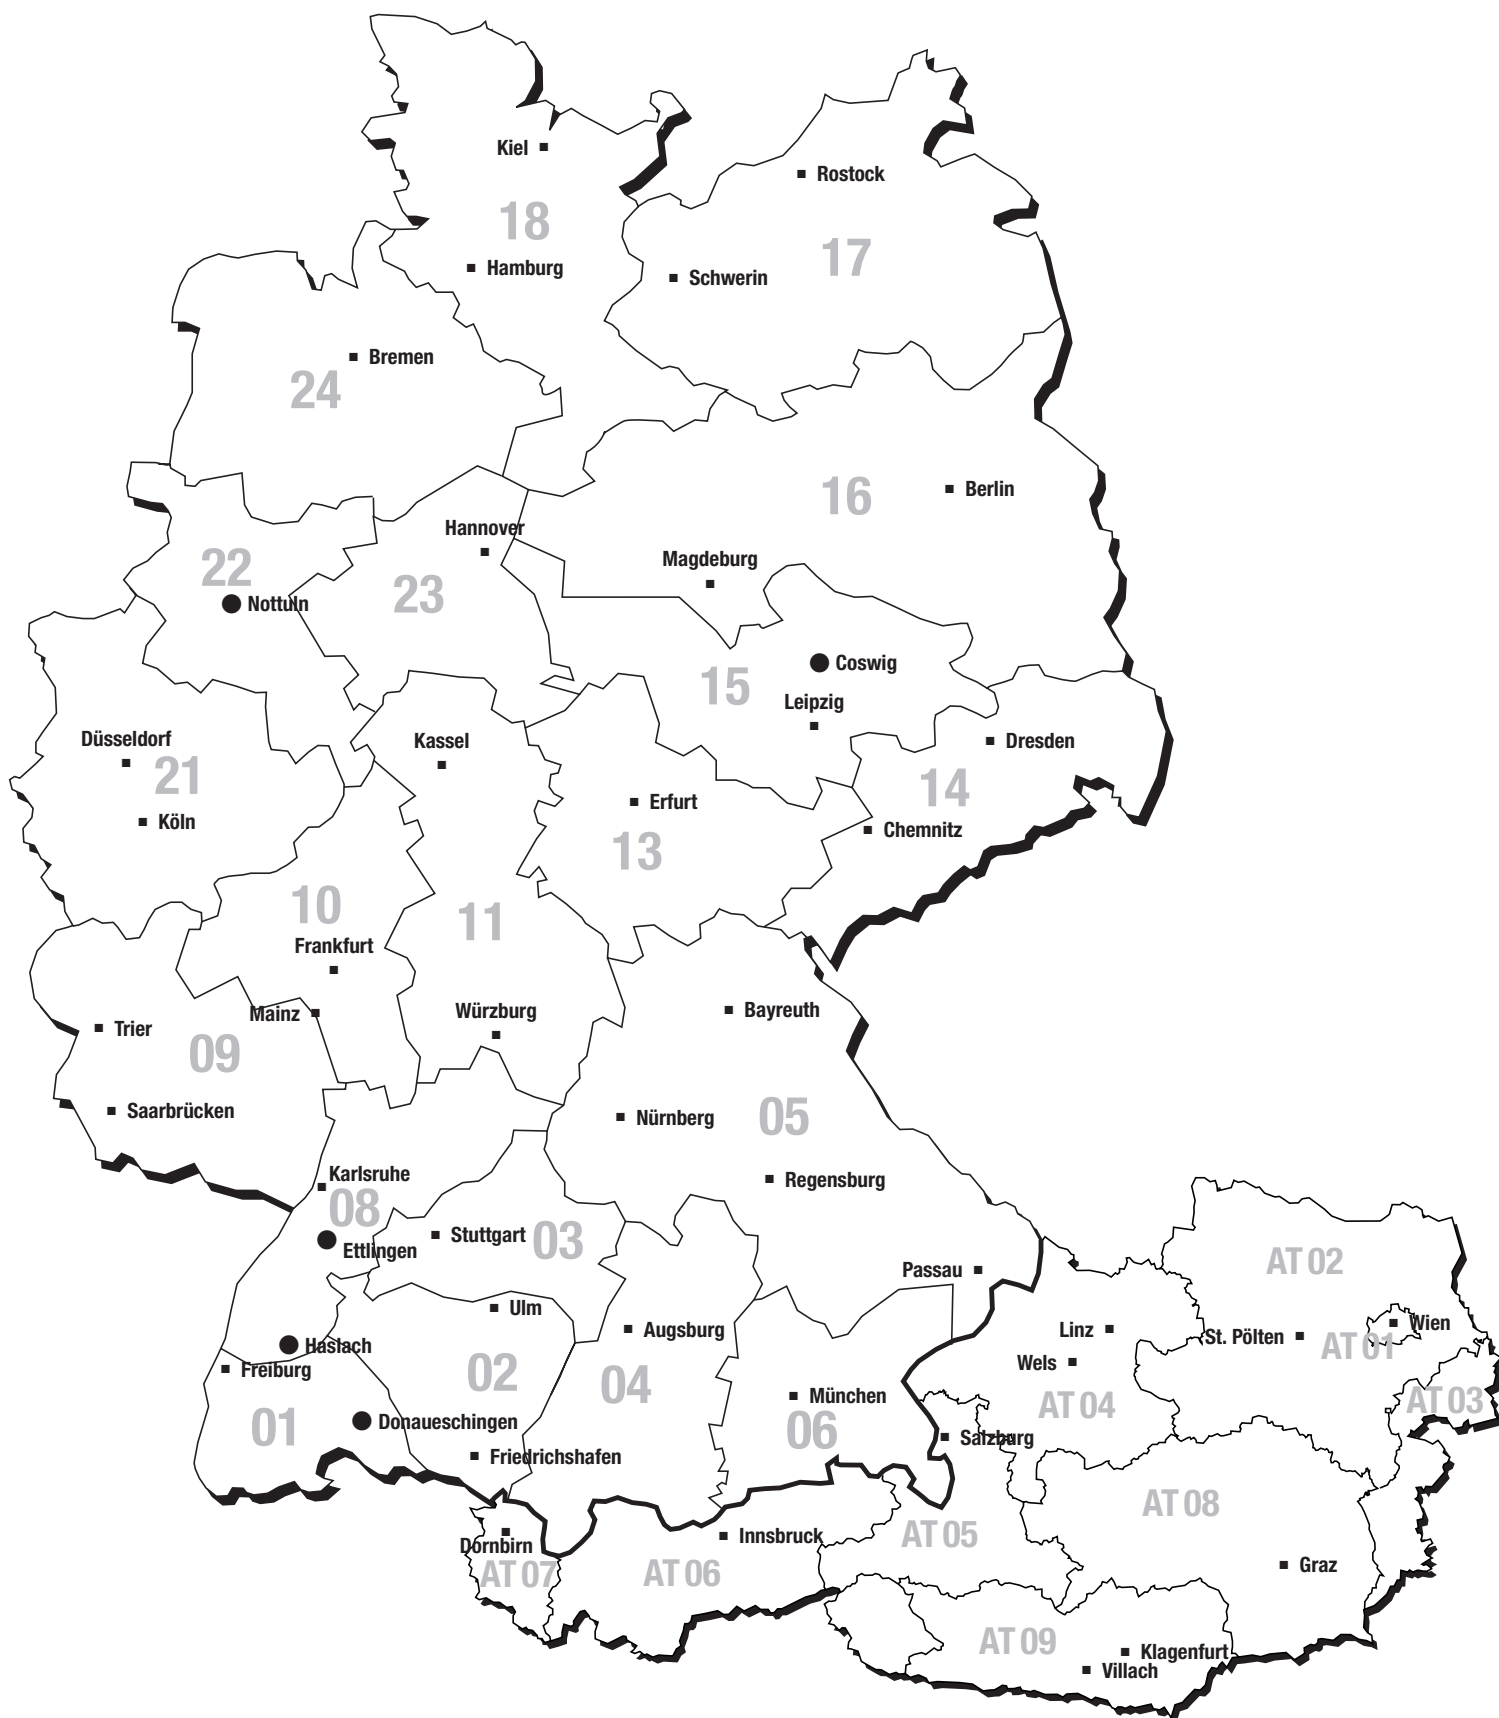 Kiel
Rostock
18
17
Hamburg
Schwerin
Bremen
24
Berlin
16
Hannover
Magdeburg
22
23
Nottuln
Coswig
15
Leipzig
Düsseldorf
Kassel
Dresden
21
14
Köln
Erfurt
Chemnitz
13
10
11
Frankfurt
Mainz
Würzburg
Bayreuth
Trier
09
Saarbrücken
Nürnberg
05
Karlsruhe
Regensburg
08
Stuttgart
03
Ettlingen
Passau
AT 02
Ulm
Augsburg
Linz
St. Pölten
Wien
Haslach
AT 01
Freiburg
02
04
Wels
München
AT 04
AT 03
01
Donaueschingen
06
Salzburg
Friedrichshafen
AT 08
Dornbirn
Innsbruck
AT 05
AT 07
AT 06
Graz
AT 09
Klagenfurt
Villach